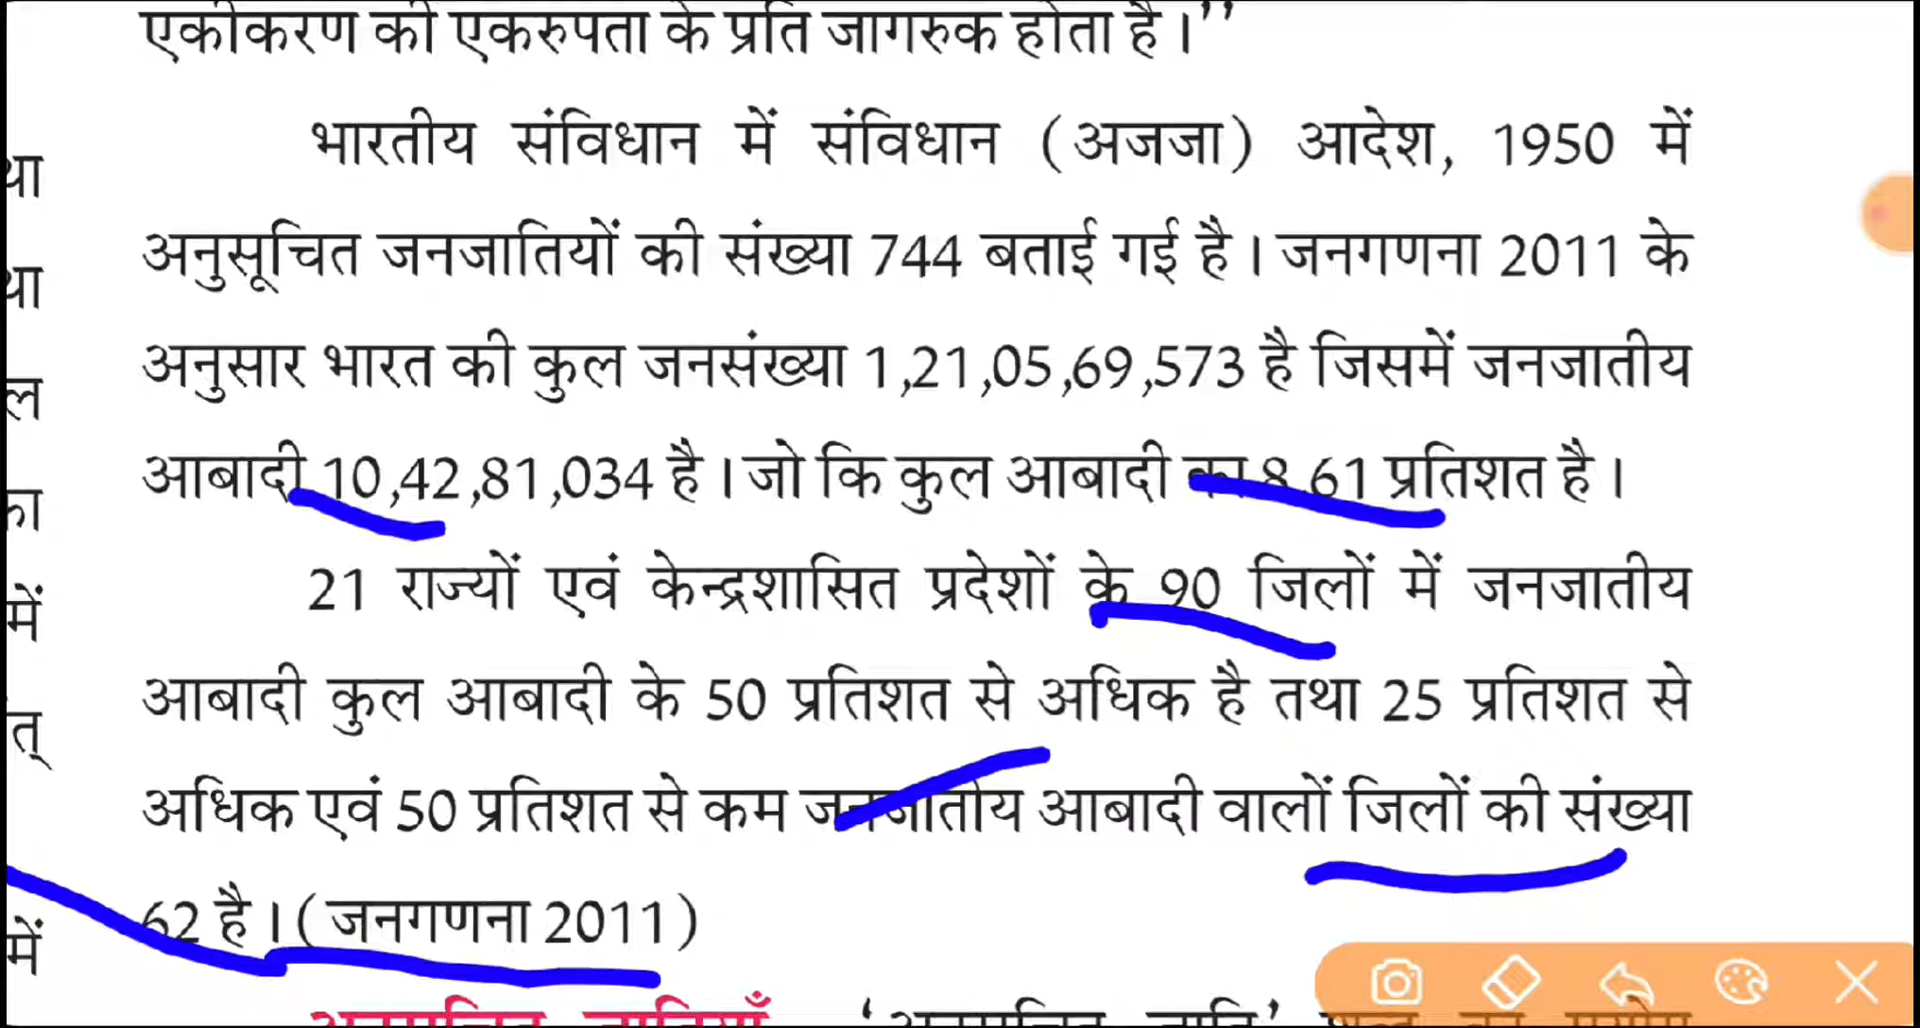 एकीकरण की एकरुपता के प्रति जागरुक होता है।”
भारतीय संविधान में संविधान (अजजा) आदेश, 1950 में
अनुसूचित जनजातियों की संख्या 744 बताई गई है। जनगणना 2011 के
अनुसार भारत की कुल जनसंख्या 1,21,05,69,573 है जिसमें जनजातीय
आबादी 10,42,81,034 है। जो कि कुल आबादी का 8.61 प्रतिशत है।
21 राज्यों एवं केन्द्रशासित प्रदेशों के 90 जिलों में जनजातीय
आबादी कुल आबादी के 50 प्रतिशत से अधिक है तथा 25 प्रतिशत से
अधिक एवं 50 प्रतिशत से कम जनजातीय आबादी वालों जिलों की संख्या
62 है। (जनगणना 2011)
था
था
ल
का
में
त्
में